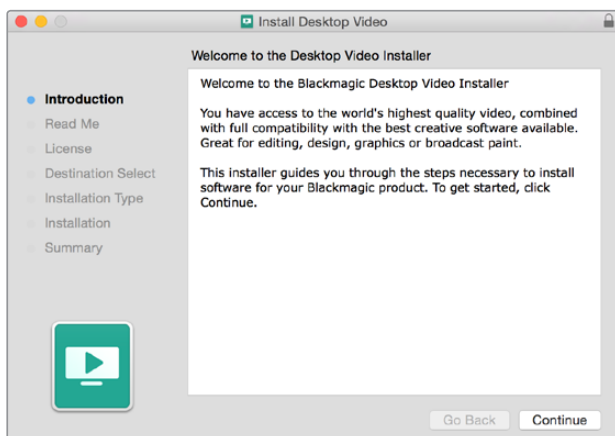 Install Desktop Video
Welcome to the Desktop Video Installer
Introduction
Read Me
License
Destination Select
Installation Type
Installation
Summary
Welcome to the Blackmagic Desktop Video Installer
You have access to the world's highest quality video, combined
with full compatibility with the best creative software available.
Great for editing, design, graphics or broadcast paint.
This installer guides you through the steps necessary to install
software for your Blackmagic product. To get started, click
Continue.
Go Back
Continue